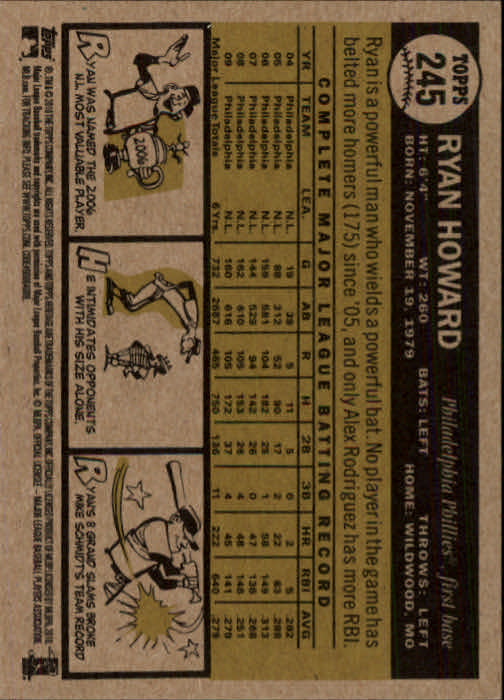 TOPPS
245
RYAN HOWARD
Philadelphia Phillies® first base
HT: 6'4" WT: 260 BATS: LEFT THROWS: LEFT
BORN: NOVEMBER 19, 1979 HOME: WILDWOOD, MO
Ryan is a powerful man who wields a powerful bat. No player in the game has
belted more homers (175) since '05, and only Alex Rodriguez has more RBI.
COMPLETE MAJOR LEAGUE BATTING RECORD
YR TEAM LEA. G AB R H 2B 3B HR RBI AVG
04 Philadelphia N.L. 19 39 5 11 5 0 2 5 .282
05 Philadelphia N.L. 88 312 52 90 17 2 22 63 .288
06 Philadelphia N.L. 159 581 104 182 25 1 58 149 .313
07 Philadelphia N.L. 144 529 94 142 26 0 47 136 .268
08 Philadelphia N.L. 162 610 105 153 26 4 48 146 .251
09 Philadelphia N.L. 160 616 105 172 37 4 45 141 .279
Major League Totals 6 Yrs. 732 2687 465 750 136 11 222 640 .279
2006
RYAN WAS NAMED THE 2006
N.L. MOST VALUABLE PLAYER.
HE INTIMIDATES OPPONENTS
WITH HIS SIZE ALONE.
RYAN'S 8 GRAND SLAMS BROKE
MIKE SCHMIDT'S TEAM RECORD
Topps